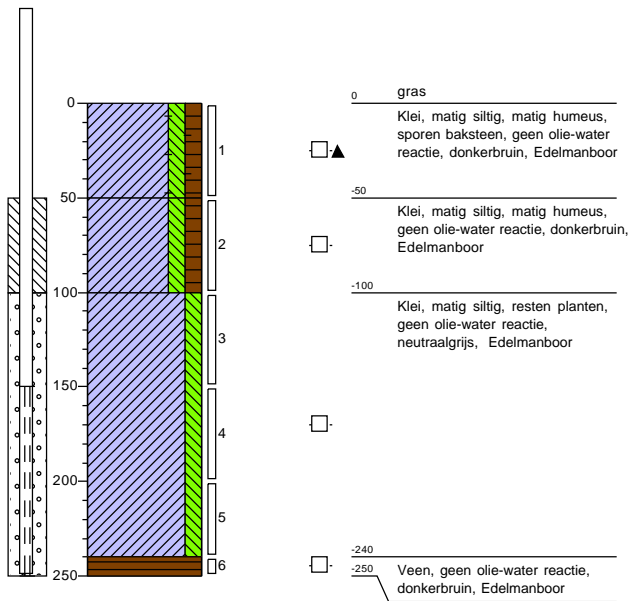 0 gras
0
Klei, matig siltig, matig humeus,
sporen baksteen, geen olie-water
reactie, donkerbruin, Edelmanboor
1
50
-50
Klei, matig siltig, matig humeus,
geen olie-water reactie, donkerbruin,
Edelmanboor
2
100
-100
Klei, matig siltig, resten planten,
geen olie-water reactie,
neutraalgrijs, Edelmanboor
3
150
4
200
5
-240
6
250
-250
Veen, geen olie-water reactie,
donkerbruin, Edelmanboor